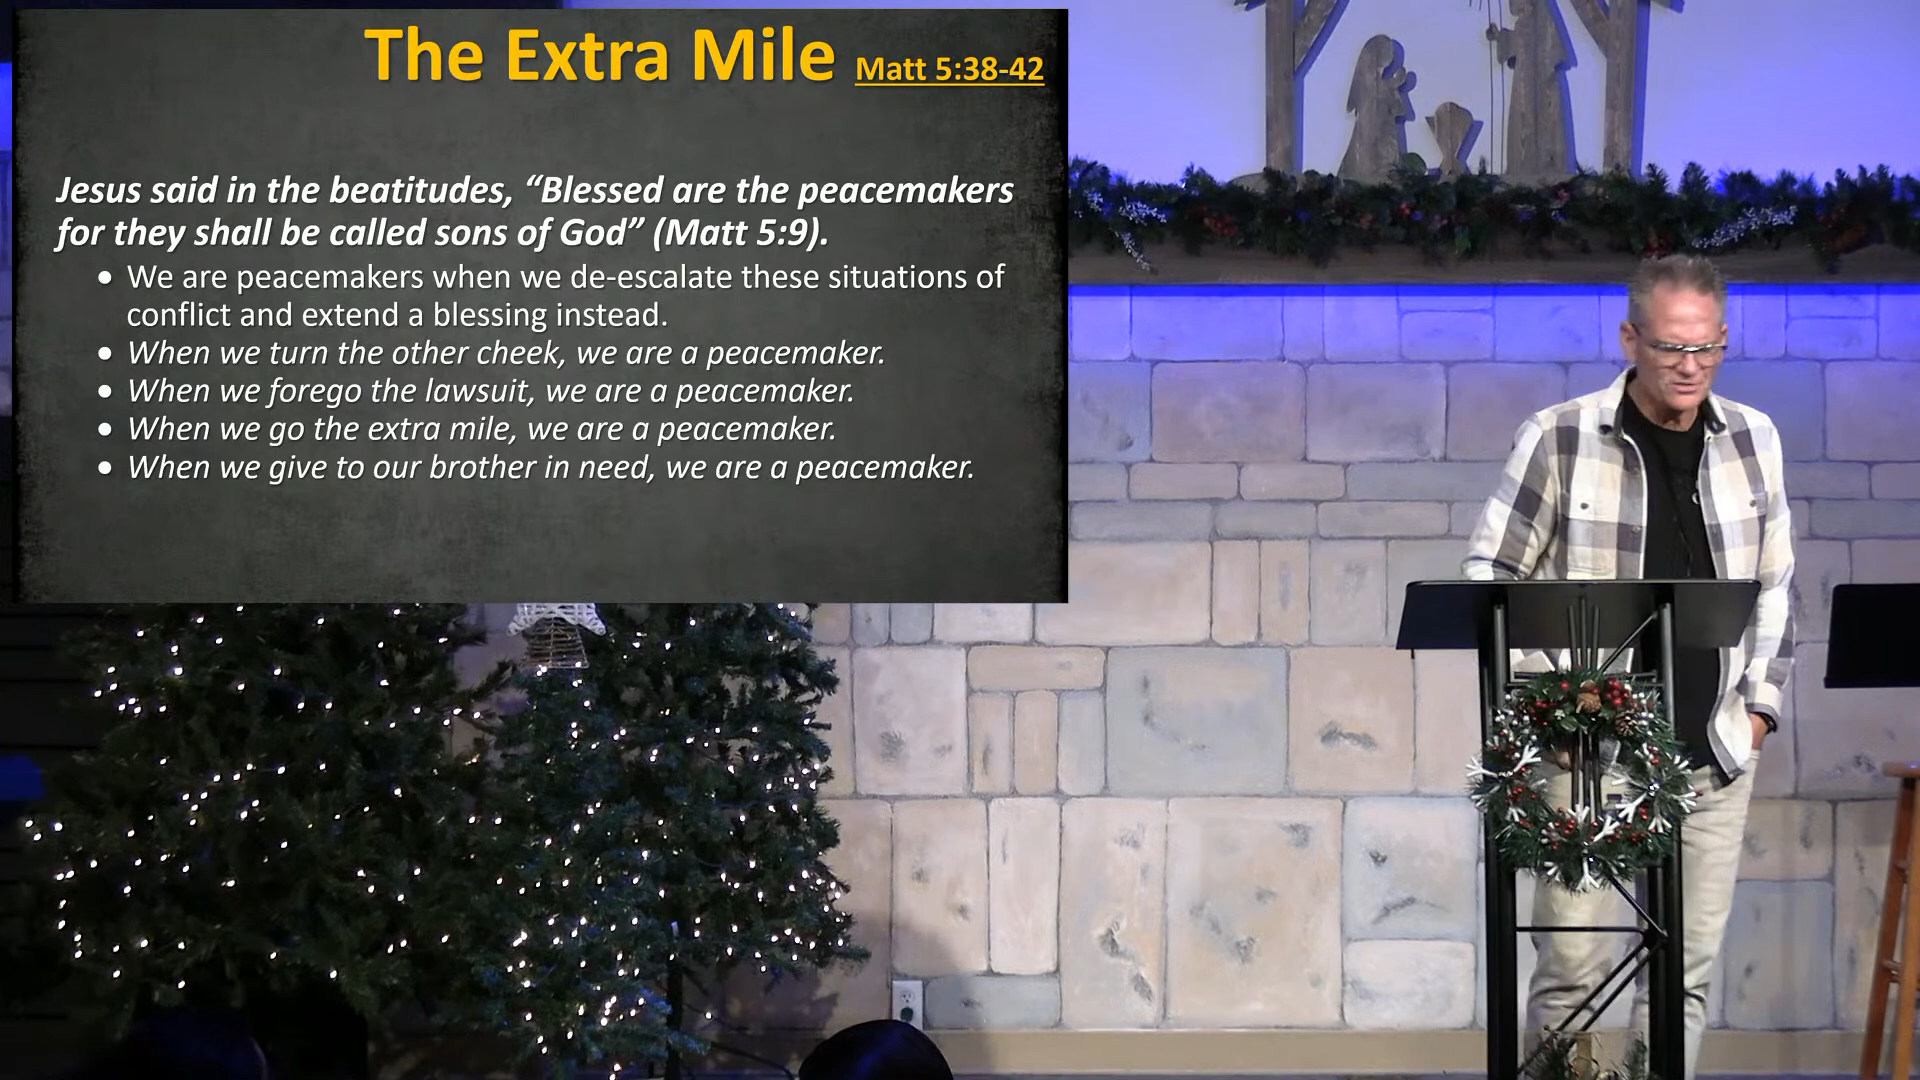 The Extra Mile Matt 5:38-42
Jesus said in the beatitudes, “Blessed are the peacemakers
for they shall be called sons of God” (Matt 5:9).
• We are peacemakers when we de-escalate these situations of
conflict and extend a blessing instead.
• When we turn the other cheek, we are a peacemaker.
• When we forego the lawsuit, we are a peacemaker.
• When we go the extra mile, we are a peacemaker.
• When we give to our brother in need, we are a peacemaker.